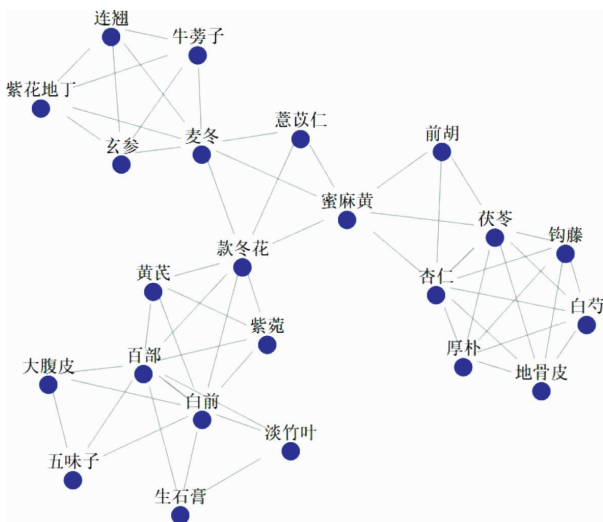 连翘
牛蒡子
紫花地丁
玄参
麦冬
薏苡仁
前胡
蜜麻黄
茯苓
钩藤
款冬花
杏仁
黄芪
白芍
紫菀
厚朴
地骨皮
大腹皮
百部
白前
淡竹叶
五味子
生石膏